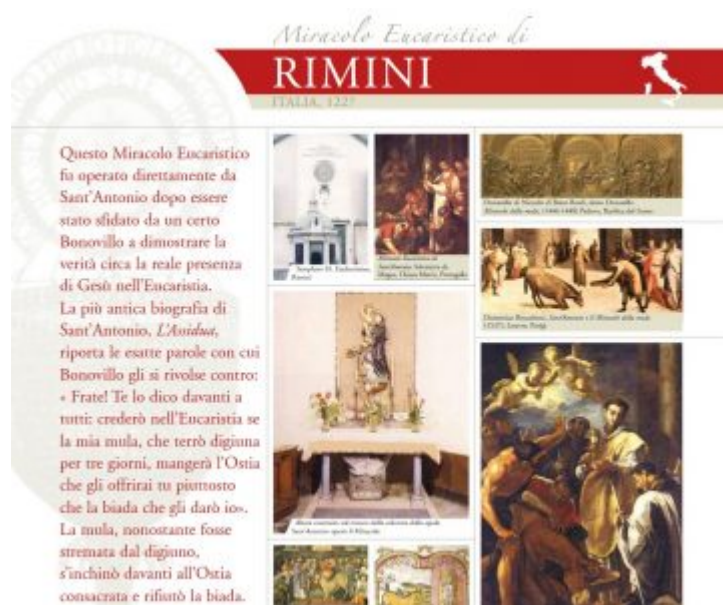 Miracolo Eucaristico di
RIMINI
ITALIA, 1227
Questo Miracolo Eucaristico
fu operato direttamente da
Sant'Antonio dopo essere
stato sfidato da un certo
Bonovillo a dimostrare la
verità circa la reale presenza
di Gesù nell'Eucaristia.
La più antica biografia di
Sant'Antonio, L'Assidua,
riporta le esatte parole con cui
Bonovillo gli si rivolse contro:
« Frate! Te lo dico davanti a
tutti: crederò nell'Eucaristia se
la mia mula, che terrò digiuna
per tre giorni, mangerà l'Ostia
che gli offrirai tu piuttosto
che la biada che gli darò io».
La mula, nonostante fosse
stremata dal digiuno,
s'inchinò davanti all'Ostia
consacrata e rifiutò la biada.
Rimini